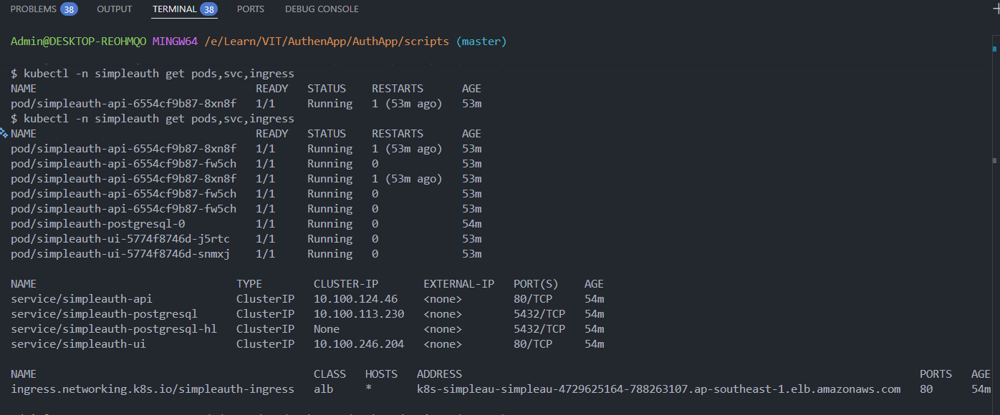 PROBLEMS 38 OUTPUT TERMINAL 38 PORTS DEBUG CONSOLE
Admin@DESKTOP-REOHMQO MINGW64 /e/Learn/VIT/AuthenApp/AuthApp/scripts (master)
$ kubectl -n simpleauth get pods,svc,ingress
NAME READY STATUS RESTARTS AGE
pod/simpleauth-api-6554cf9b87-8xn8f 1/1 Running 1 (53m ago) 53m
$ kubectl -n simpleauth get pods,svc,ingress
NAME READY STATUS RESTARTS AGE
pod/simpleauth-api-6554cf9b87-8xn8f 1/1 Running 1 (53m ago) 53m
pod/simpleauth-api-6554cf9b87-fw5ch 1/1 Running 0 53m
pod/simpleauth-api-6554cf9b87-8xn8f 1/1 Running 1 (53m ago) 53m
pod/simpleauth-api-6554cf9b87-fw5ch 1/1 Running 0 53m
pod/simpleauth-api-6554cf9b87-fw5ch 1/1 Running 0 53m
pod/simpleauth-postgresql-0 1/1 Running 0 54m
pod/simpleauth-ui-5774f8746d-j5rtc 1/1 Running 0 53m
pod/simpleauth-ui-5774f8746d-snmxj 1/1 Running 0 53m
NAME TYPE CLUSTER-IP EXTERNAL-IP PORT(S) AGE
service/simpleauth-api ClusterIP 10.100.124.46 <none> 80/TCP 54m
service/simpleauth-postgresql ClusterIP 10.100.113.230 <none> 5432/TCP 54m
service/simpleauth-postgresql-hl ClusterIP None <none> 5432/TCP 54m
service/simpleauth-ui ClusterIP 10.100.246.204 <none> 80/TCP 54m
NAME CLASS HOSTS ADDRESS PORTS AGE
ingress.networking.k8s.io/simpleauth-ingress alb * k8s-simpleau-simpleau-4729625164-788263107.ap-southeast-1.elb.amazonaws.com 80 54m